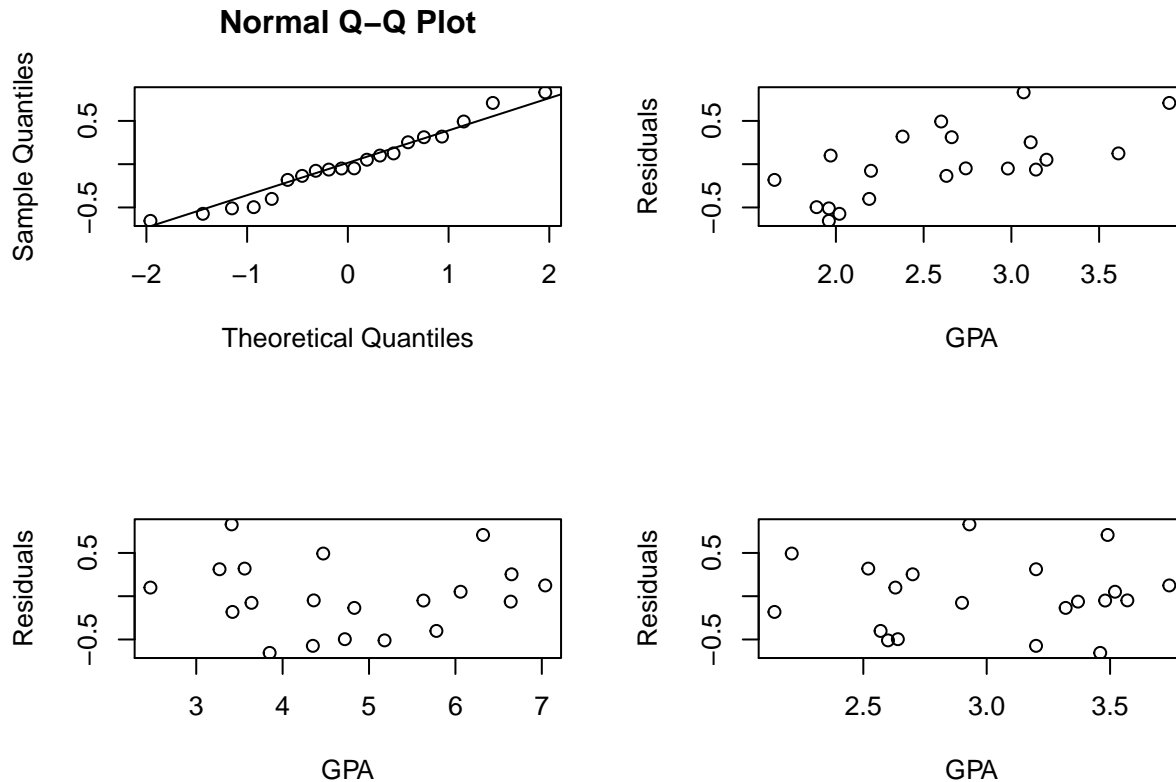 Normal Q−Q Plot
Sample Quantiles
−0.5 0.5
−2 −1 0 1 2
Theoretical Quantiles
Residuals
−0.5 0.5
2.0 2.5 3.0 3.5
GPA
Residuals
−0.5 0.5
3 4 5 6 7
GPA
Residuals
−0.5 0.5
2.5 3.0 3.5
GPA